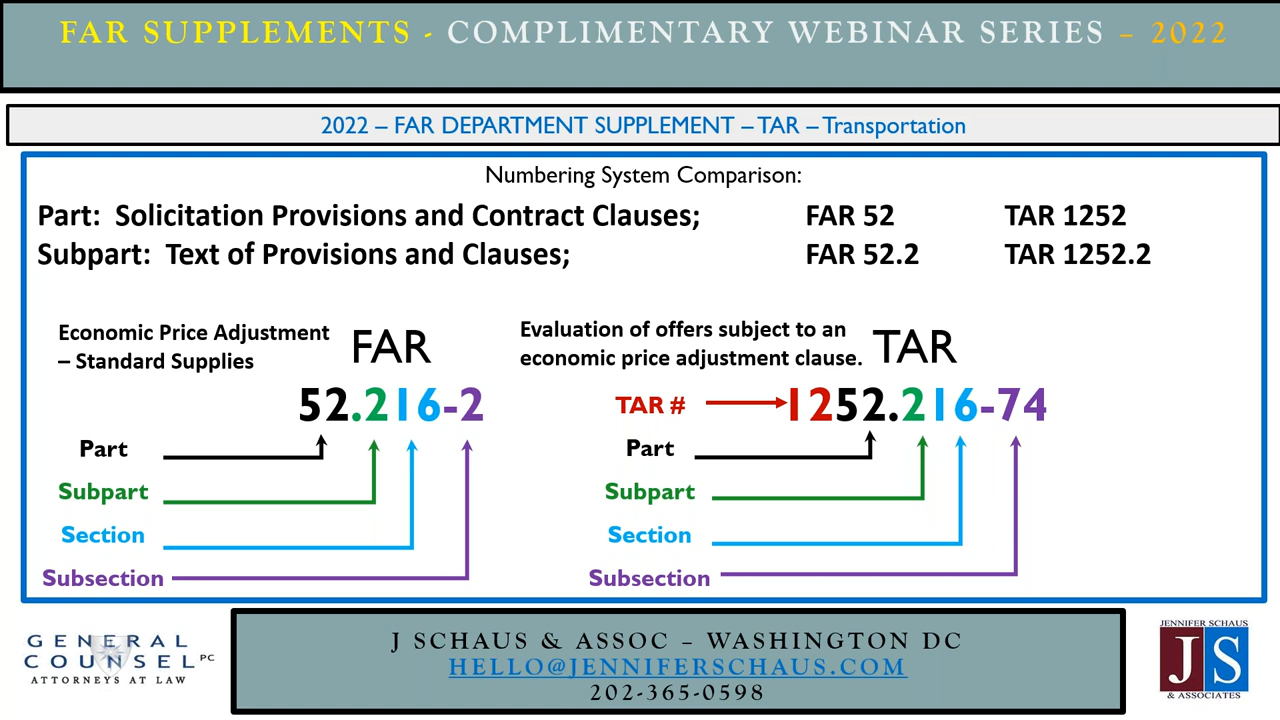 FAR SUPPLEMENTS - COMPLIMENTARY WEBINAR SERIES – 2022
2022 – FAR DEPARTMENT SUPPLEMENT – TAR – Transportation
Numbering System Comparison:
Part: Solicitation Provisions and Contract Clauses; FAR 52 TAR 1252
Subpart: Text of Provisions and Clauses; FAR 52.2 TAR 1252.2
Economic Price Adjustment
– Standard Supplies
FAR
52.216-2
Part
Subpart
Section
Subsection
Evaluation of offers subject to an
economic price adjustment clause.
TAR
TAR # 1252.216-74
Part
Subpart
Section
Subsection
GENERAL
COUNSEL PC
ATTORNEYS AT LAW
J SCHAUS & ASSOC – WASHINGTON DC
HELLO@JENNIFERSCHAUS.COM
202-365-0598
JENNIFER SCHAUS
JS
& ASSOCIATES